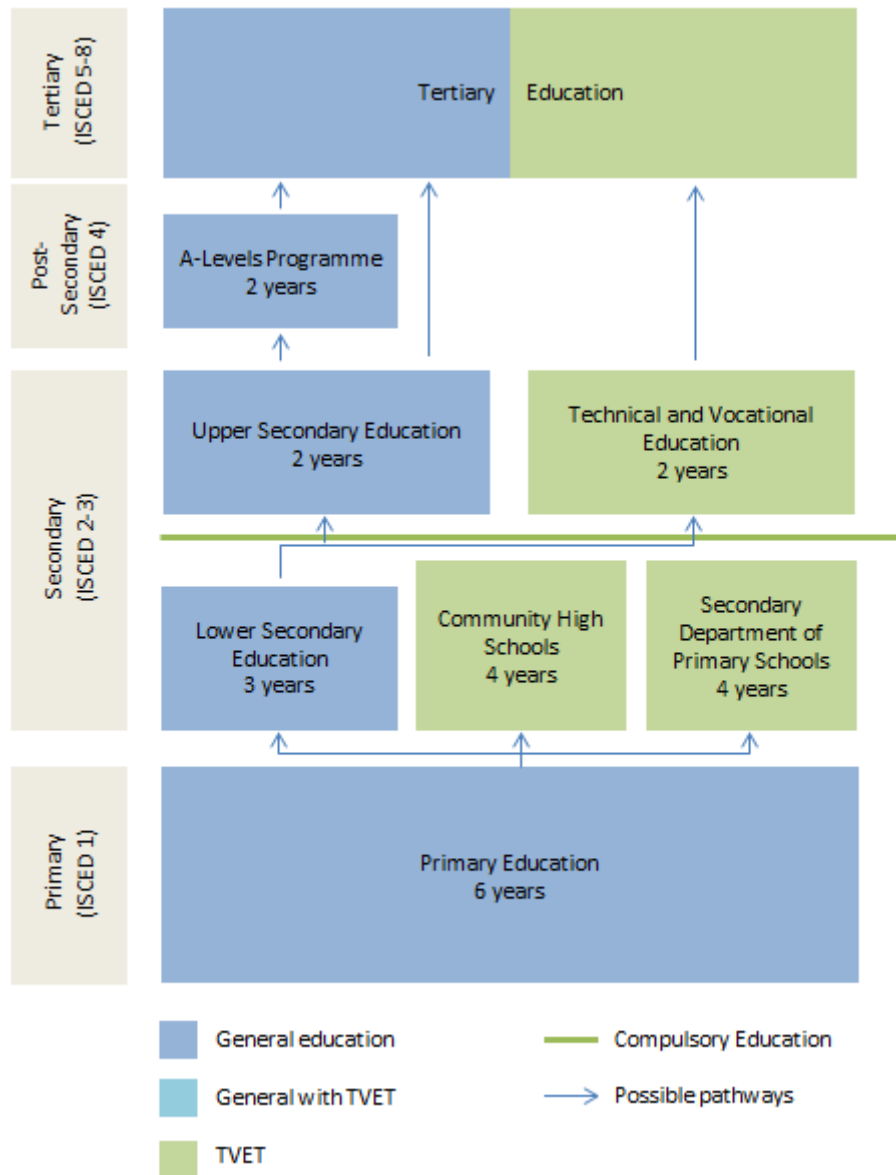 Tertiary
(ISCED 5-8)
Tertiary Education
Post-
Secondary
(ISCED 4)
A-Levels Programme
2 years
Secondary
(ISCED 2-3)
Upper Secondary Education
2 years
Technical and Vocational
Education
2 years
Lower Secondary
Education
3 years
Community High
Schools
4 years
Secondary
Department of
Primary Schools
4 years
Primary
(ISCED 1)
Primary Education
6 years
General education
General with TVET
TVET
Compulsory Education
Possible pathways